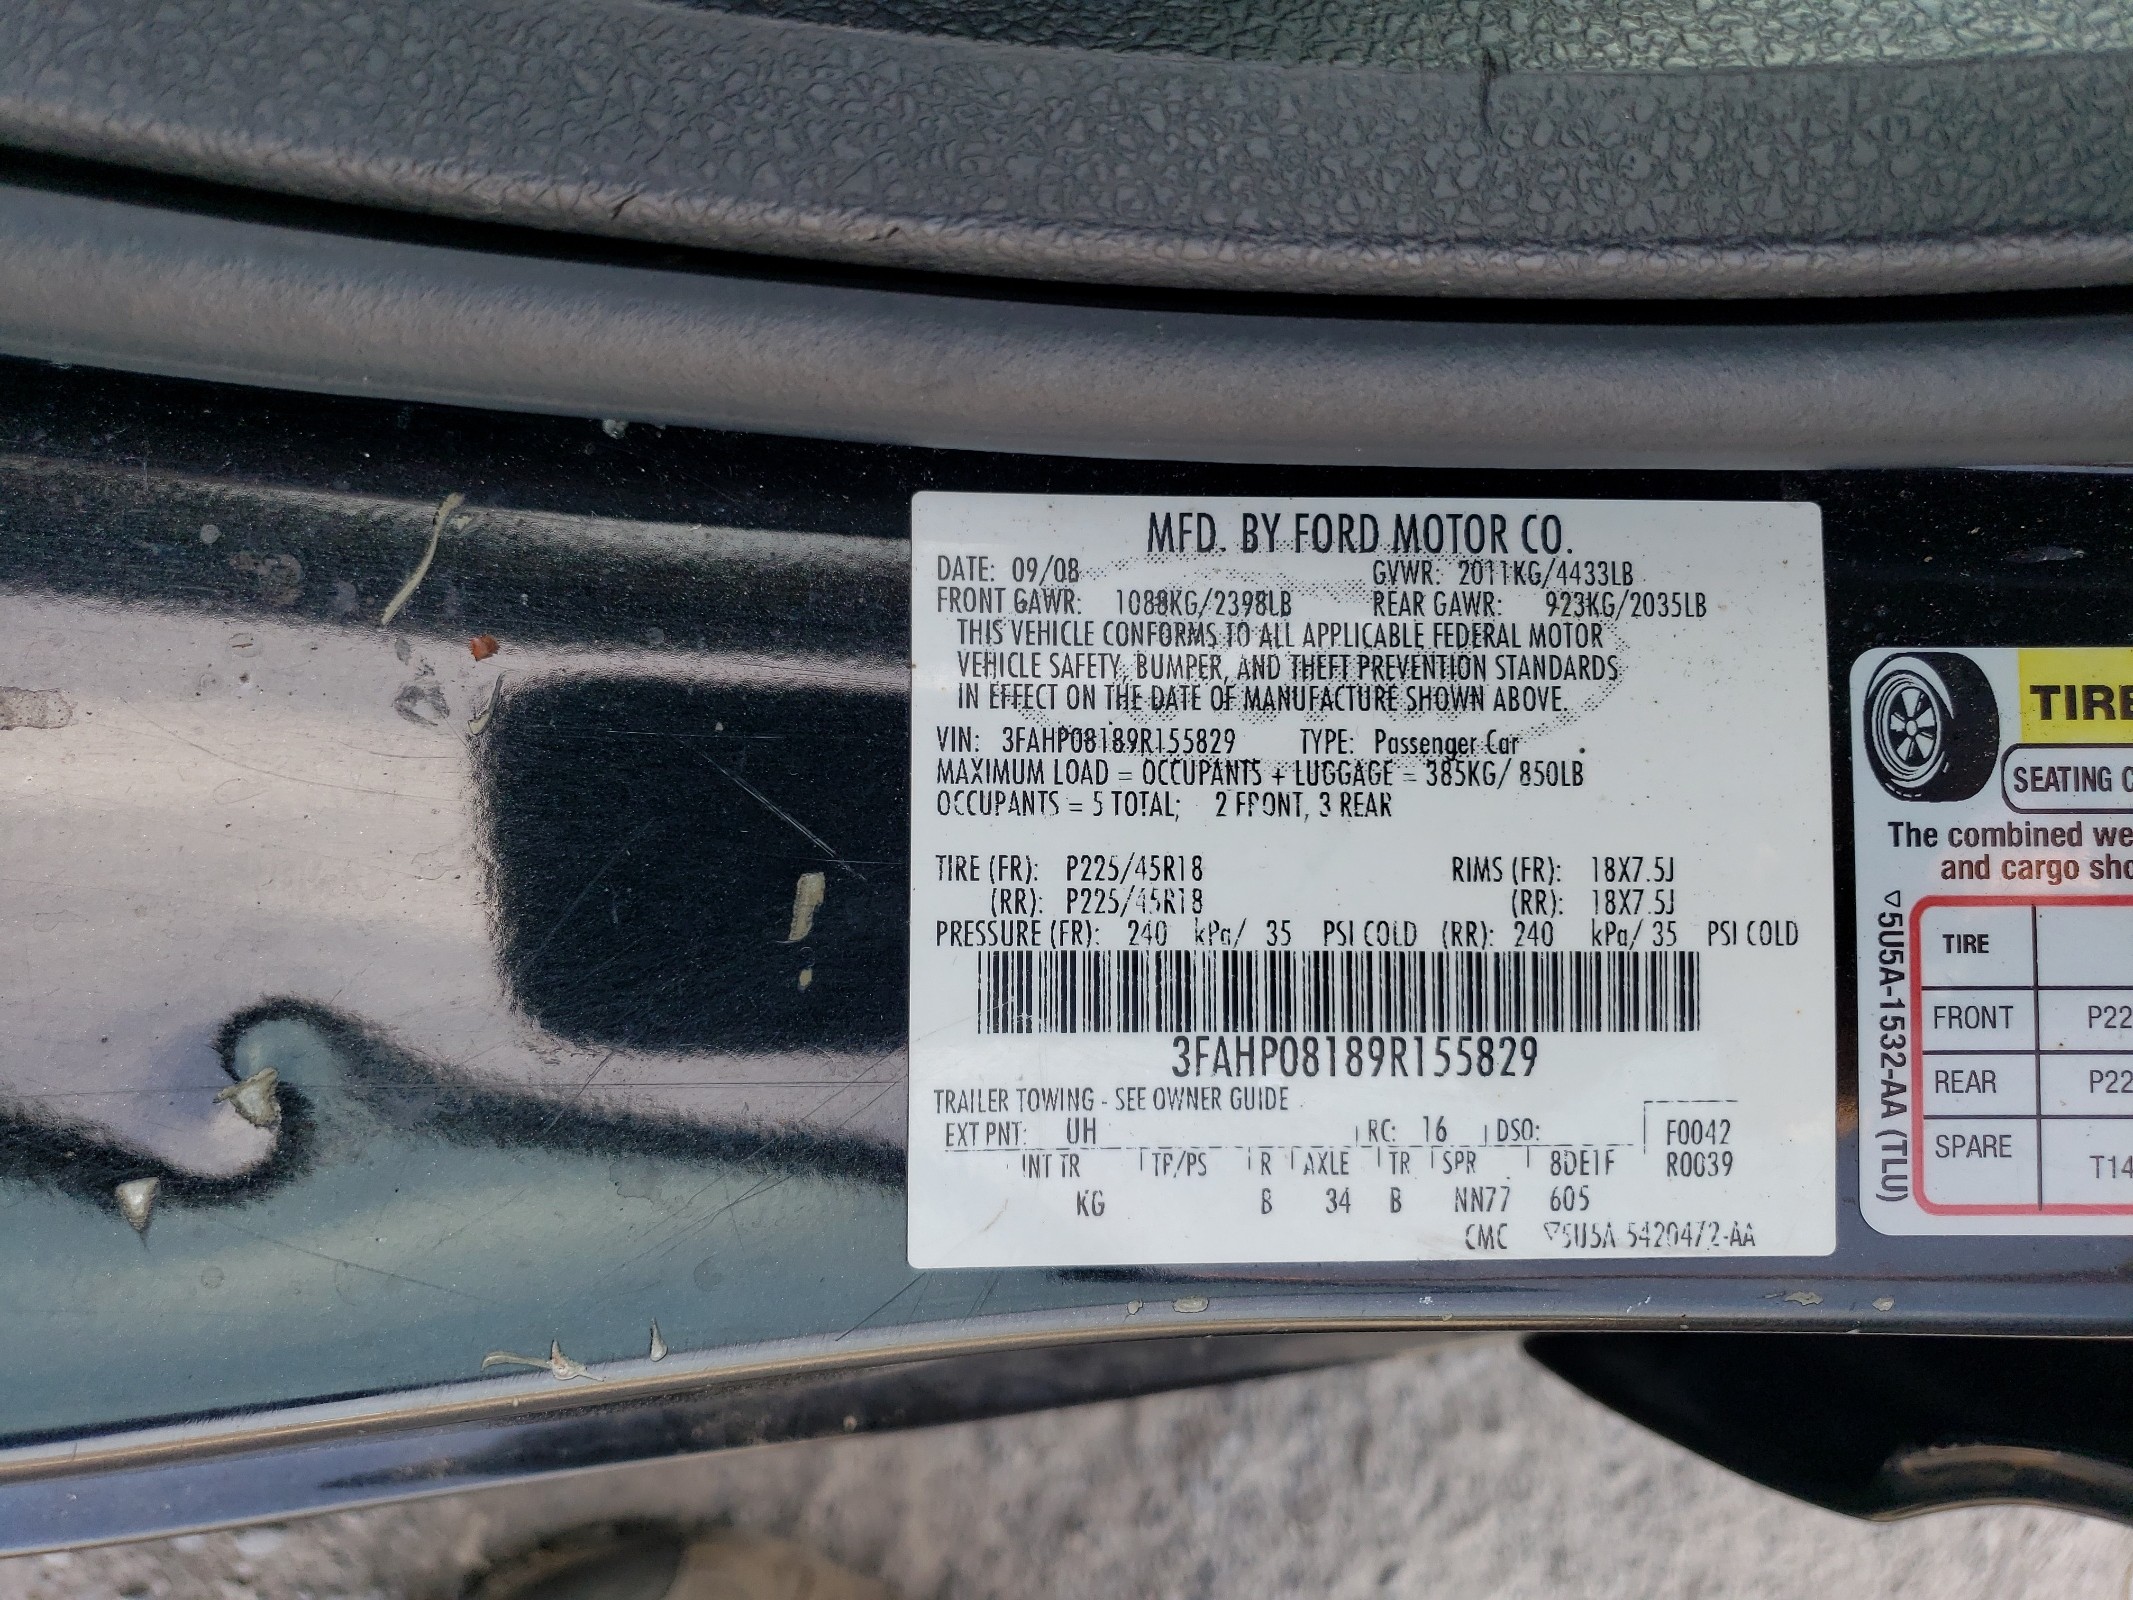 MFD. BY FORD MOTOR CO.
DATE: 09/08 GVWR: 2011KG/4433LB
FRONT GAWR: 1088KG/2398LB REAR GAWR: 923KG/2035LB
THIS VEHICLE CONFORMS TO ALL APPLICABLE FEDERAL MOTOR
VEHICLE SAFETY, BUMPER, AND THEFT PREVENTION STANDARDS
IN EFFECT ON THE DATE OF MANUFACTURE SHOWN ABOVE.
VIN: 3FAHP08189R155829 TYPE: Passenger Car
MAXIMUM LOAD = OCCUPANTS + LUGGAGE = 385KG/ 850LB
OCCUPANTS = 5 TOTAL; 2 FRONT, 3 REAR
TIRE (FR): P225/45R18 RIMS (FR): 18X7.5J
(RR): P225/45R18 (RR): 18X7.5J
PRESSURE (FR): 240 kPa/ 35 PSI COLD (RR): 240 kPa/ 35 PSI COLD
3FAHP08189R155829
TRAILER TOWING - SEE OWNER GUIDE
EXT PNT: UH RC: 16 DSO: F0042
INT TR TP/PS R AXLE TR SPR 8DE1F R0039
KG B 34 B NN77 605
CMC ▽5U5A 5420472-AA
TIRE
SEATING C
The combined we
and cargo sho
▽5U5A-1532-AA (TLU)
TIRE
FRONT P22
REAR P22
SPARE T14